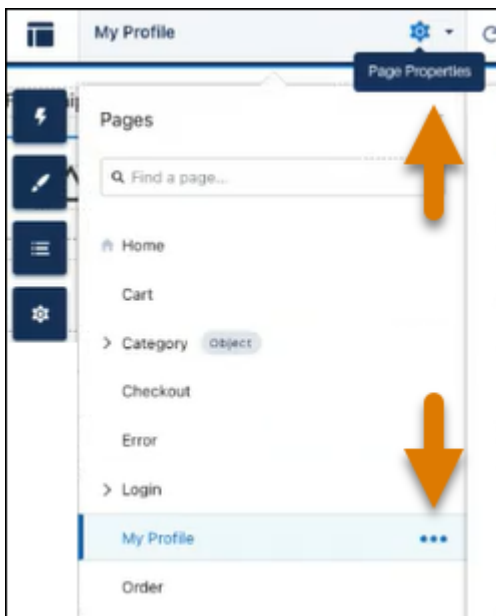 My Profile
Page Properties
Pages
Find a page...
Home
Cart
Category Object
Checkout
Error
Login
My Profile
Order